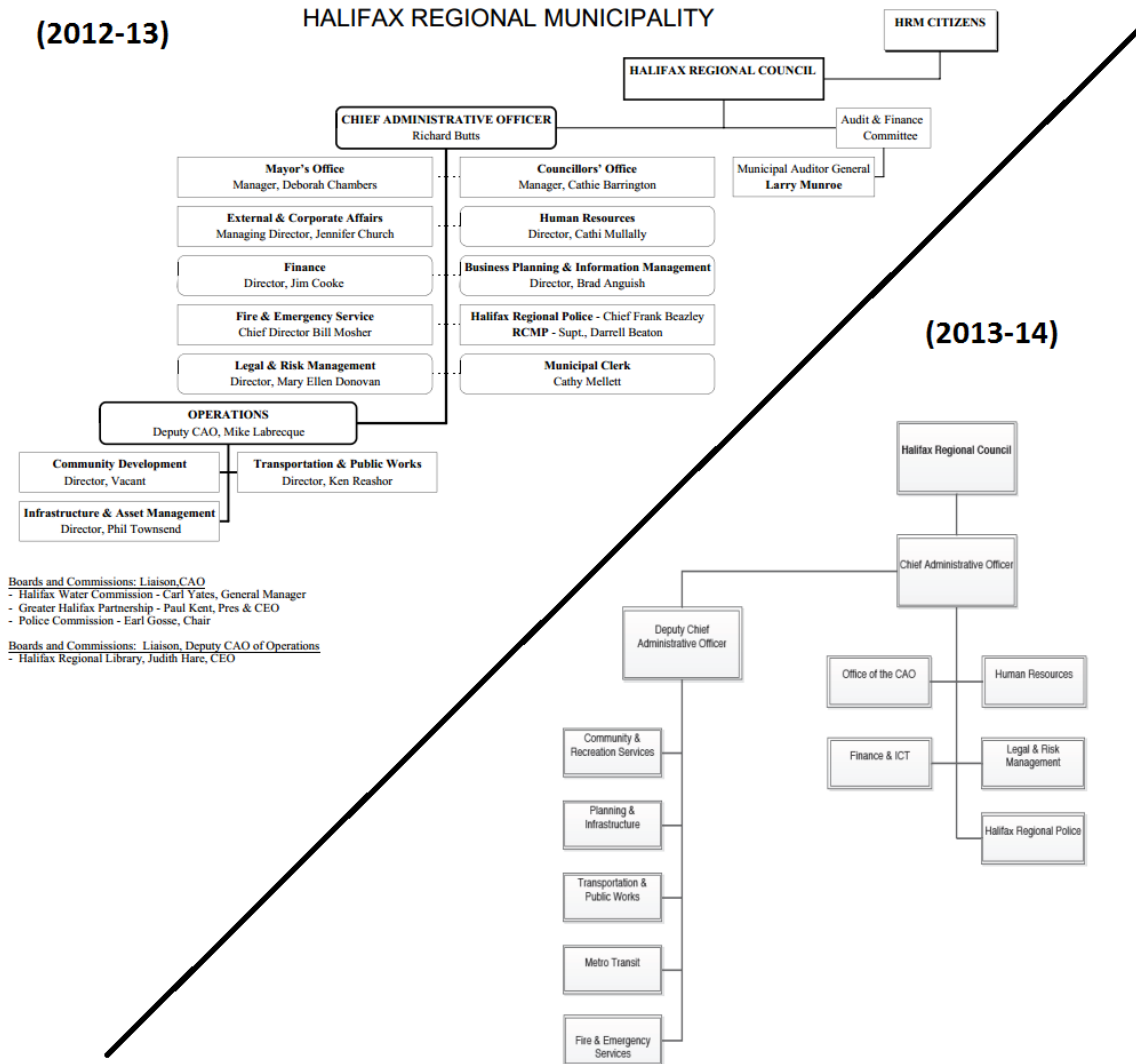 HALIFAX REGIONAL MUNICIPALITY
(2012-13)
HRM CITIZENS
HALIFAX REGIONAL COUNCIL
CHIEF ADMINISTRATIVE OFFICER
Richard Butts
Audit & Finance
Committee
Municipal Auditor General
Larry Munroe
Mayor's Office
Manager, Deborah Chambers
Councillors' Office
Manager, Cathie Barrington
External & Corporate Affairs
Managing Director, Jennifer Church
Human Resources
Director, Cathi Mullally
Finance
Director, Jim Cooke
Business Planning & Information Management
Director, Brad Anguish
Fire & Emergency Service
Chief Director Bill Mosher
Halifax Regional Police - Chief Frank Beazley
RCMP - Supt., Darrell Beaton
Legal & Risk Management
Director, Mary Ellen Donovan
Municipal Clerk
Cathy Mellett
OPERATIONS
Deputy CAO, Mike Labrecque
Community Development
Director, Vacant
Transportation & Public Works
Director, Ken Reashor
Infrastructure & Asset Management
Director, Phil Townsend
Boards and Commissions: Liaison,CAO
- Halifax Water Commission - Carl Yates, General Manager
- Greater Halifax Partnership - Paul Kent, Pres & CEO
- Police Commission - Earl Gosse, Chair
Boards and Commissions: Liaison, Deputy CAO of Operations
- Halifax Regional Library, Judith Hare, CEO
(2013-14)
Halifax Regional Council
Chief Administrative Officer
Deputy Chief
Administrative Officer
Office of the CAO
Human Resources
Finance & ICT
Legal & Risk
Management
Halifax Regional Police
Community &
Recreation Services
Planning &
Infrastructure
Transportation &
Public Works
Metro Transit
Fire & Emergency
Services